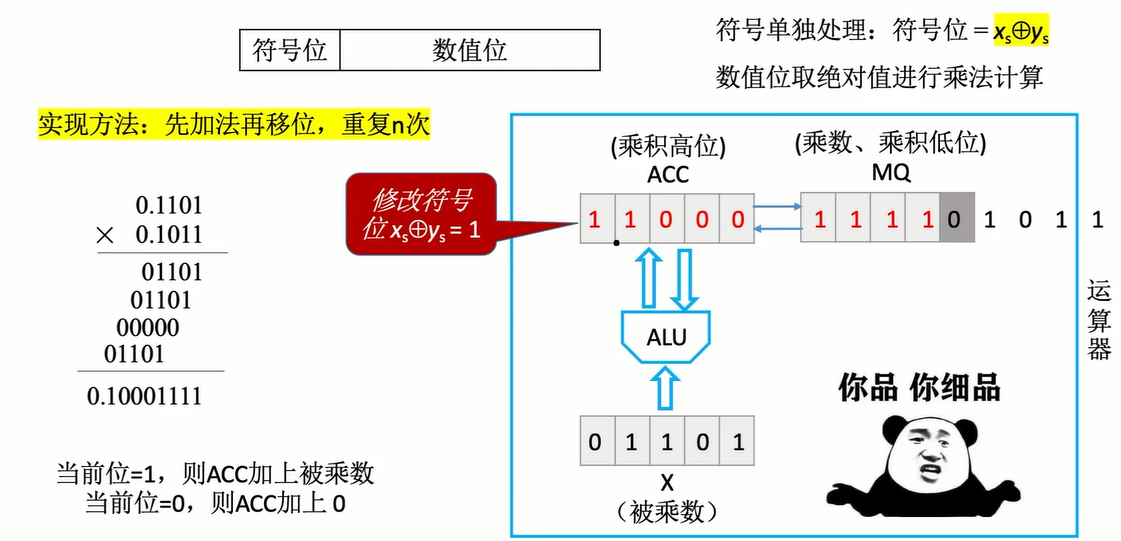 符号位 数值位
符号单独处理：符号位＝xs⊕ys
数值位取绝对值进行乘法计算
实现方法：先加法再移位，重复n次
0.1101
× 0.1011
01101
01101
00000
01101
0.10001111
当前位=1，则ACC加上被乘数
当前位=0，则ACC加上 0
修改符号
位 xs⊕ys = 1
(乘积高位)
ACC
(乘数、乘积低位)
MQ
1 1 0 0 0
1 1 1 1 0 1 0 1 1
ALU
0 1 1 0 1
X
（被乘数）
运算器
你品 你细品